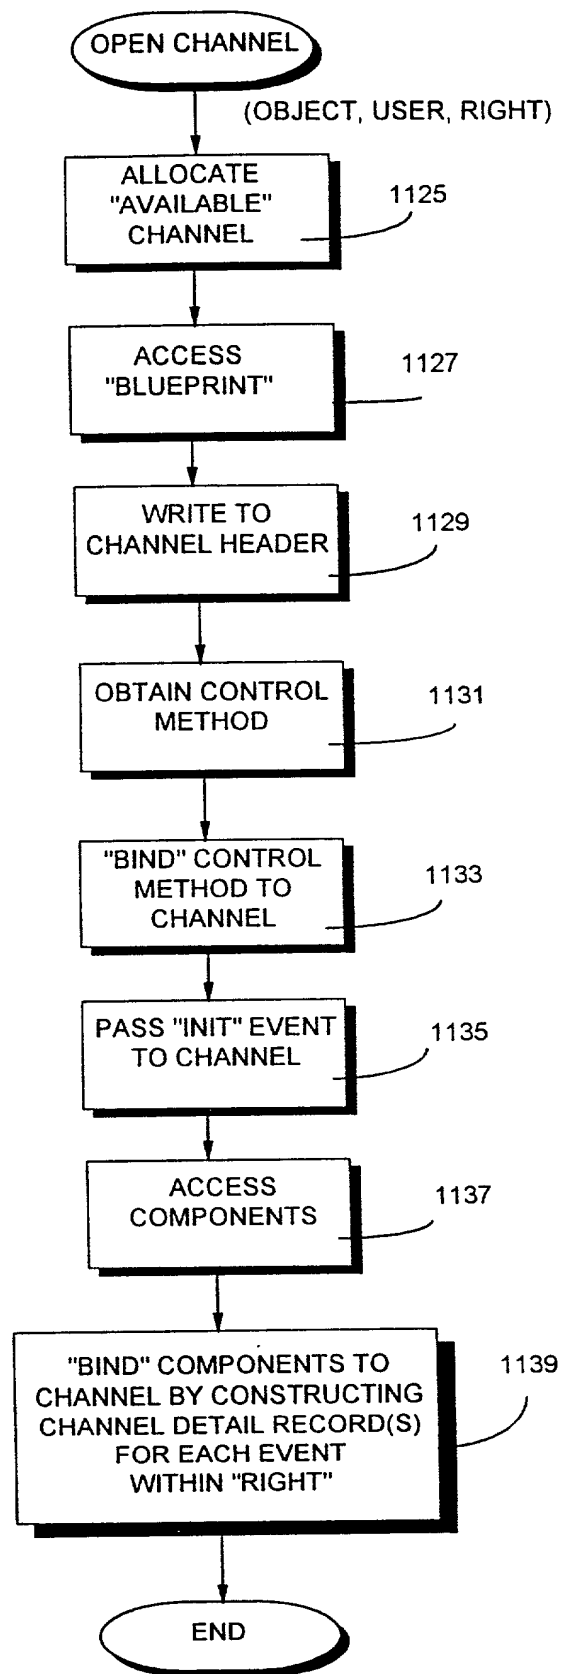 OPEN CHANNEL
(OBJECT, USER, RIGHT)
ALLOCATE
"AVAILABLE"
CHANNEL
1125
ACCESS
"BLUEPRINT"
1127
WRITE TO
CHANNEL HEADER
1129
OBTAIN CONTROL
METHOD
1131
"BIND" CONTROL
METHOD TO
CHANNEL
1133
PASS "INIT" EVENT
TO CHANNEL
1135
ACCESS
COMPONENTS
1137
"BIND" COMPONENTS TO
CHANNEL BY CONSTRUCTING
CHANNEL DETAIL RECORD(S)
FOR EACH EVENT
WITHIN "RIGHT"
1139
END